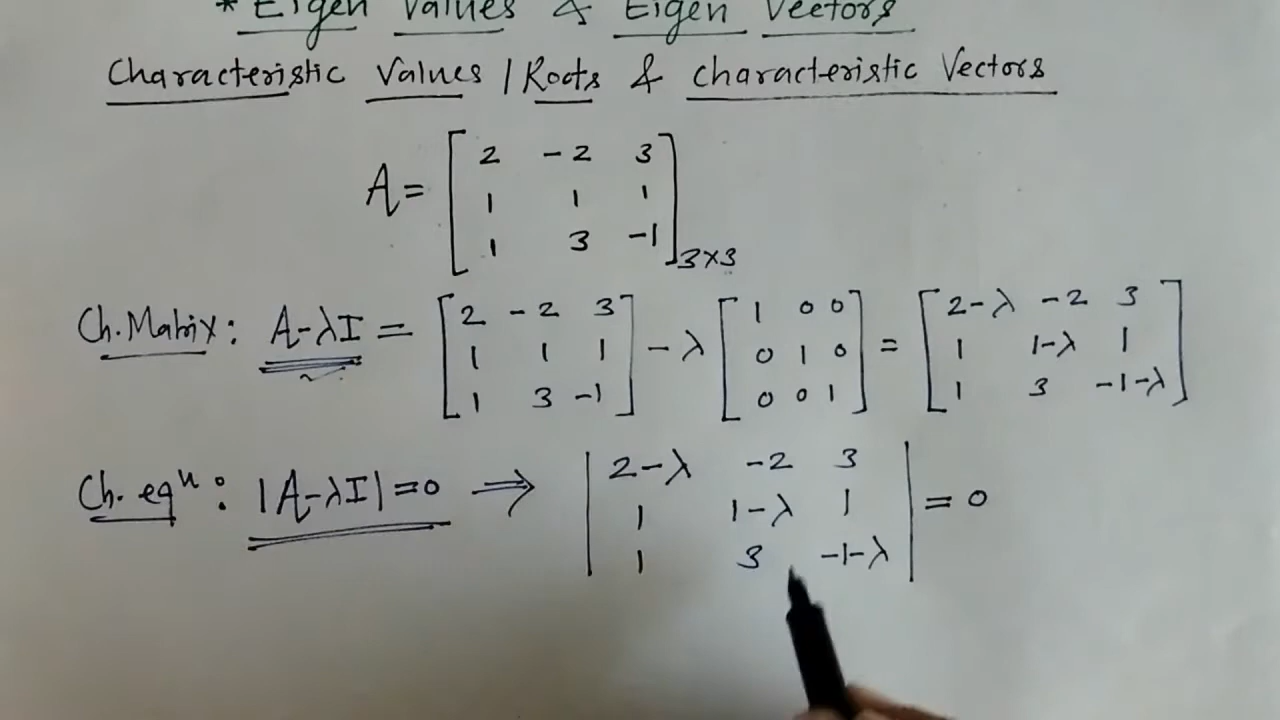 * Eigen Values & Eigen Vectors
Characteristic Values / Roots & characteristic Vectors
A = [ 2 -2 3
1 1 1
1 3 -1 ] 3×3
Ch. Matrix : A-λI = [ 2 -2 3 ] - λ [ 1 0 0 ] = [ 2-λ -2 3 ]
[ 1 1 1 ] [ 0 1 0 ] [ 1 1-λ 1 ]
[ 1 3 -1 ] [ 0 0 1 ] [ 1 3 -1-λ ]
Ch. eqⁿ : |A-λI| = 0 ⇒ | 2-λ -2 3 |
| 1 1-λ 1 | = 0
| 1 3 -1-λ |